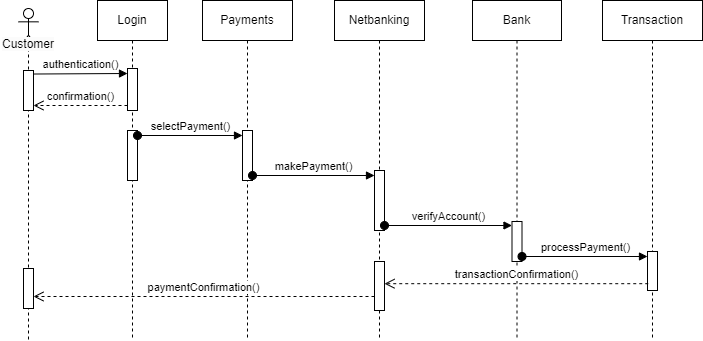 Login
Payments
Netbanking
Bank
Transaction
Customer
authentication()
confirmation()
selectPayment()
makePayment()
verifyAccount()
processPayment()
transactionConfirmation()
paymentConfirmation()